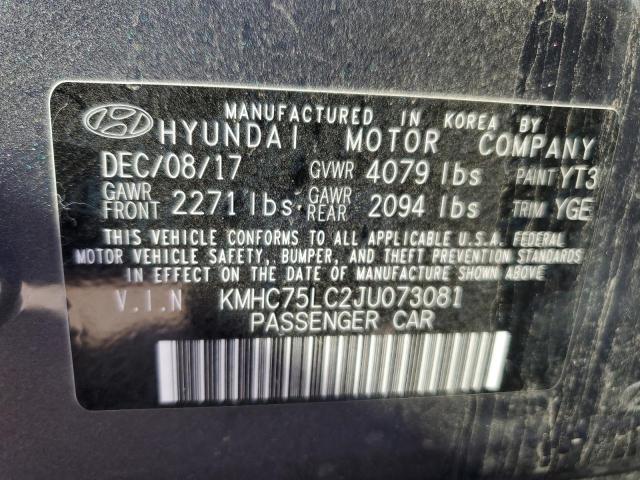 MANUFACTURED IN KOREA BY
HYUNDAI MOTOR COMPANY
DEC/08/17 GVWR 4079 lbs PAINT YT3
GAWR FRONT 2271 lbs. GAWR REAR 2094 lbs TRIM YGE
THIS VEHICLE CONFORMS TO ALL APPLICABLE U.S.A. FEDERAL
MOTOR VEHICLE SAFETY, BUMPER, AND THEFT PREVENTION STANDARDS
IN EFFECT ON THE DATE OF MANUFACTURE SHOWN ABOVE.
V.I.N KMHC75LC2JU073081
PASSENGER CAR